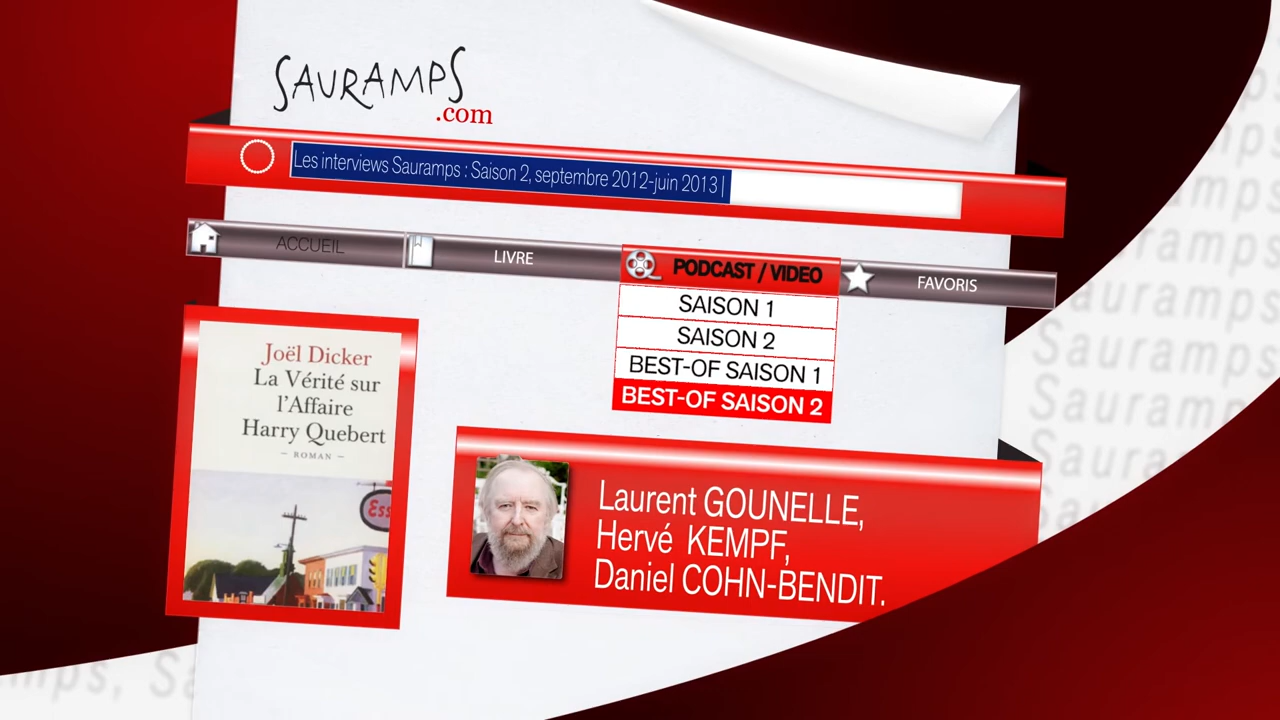 SAURAMPS
.com
Les interviews Sauramps : Saison 2, septembre 2012-juin 2013 |
ACCUEIL
LIVRE
PODCAST / VIDEO
FAVORIS
SAISON 1
SAISON 2
BEST-OF SAISON 1
BEST-OF SAISON 2
Joël Dicker
La Vérité sur
l'Affaire
Harry Quebert
– ROMAN –
Ess
Laurent GOUNELLE,
Hervé KEMPF,
Daniel COHN-BENDIT.
Sauramps